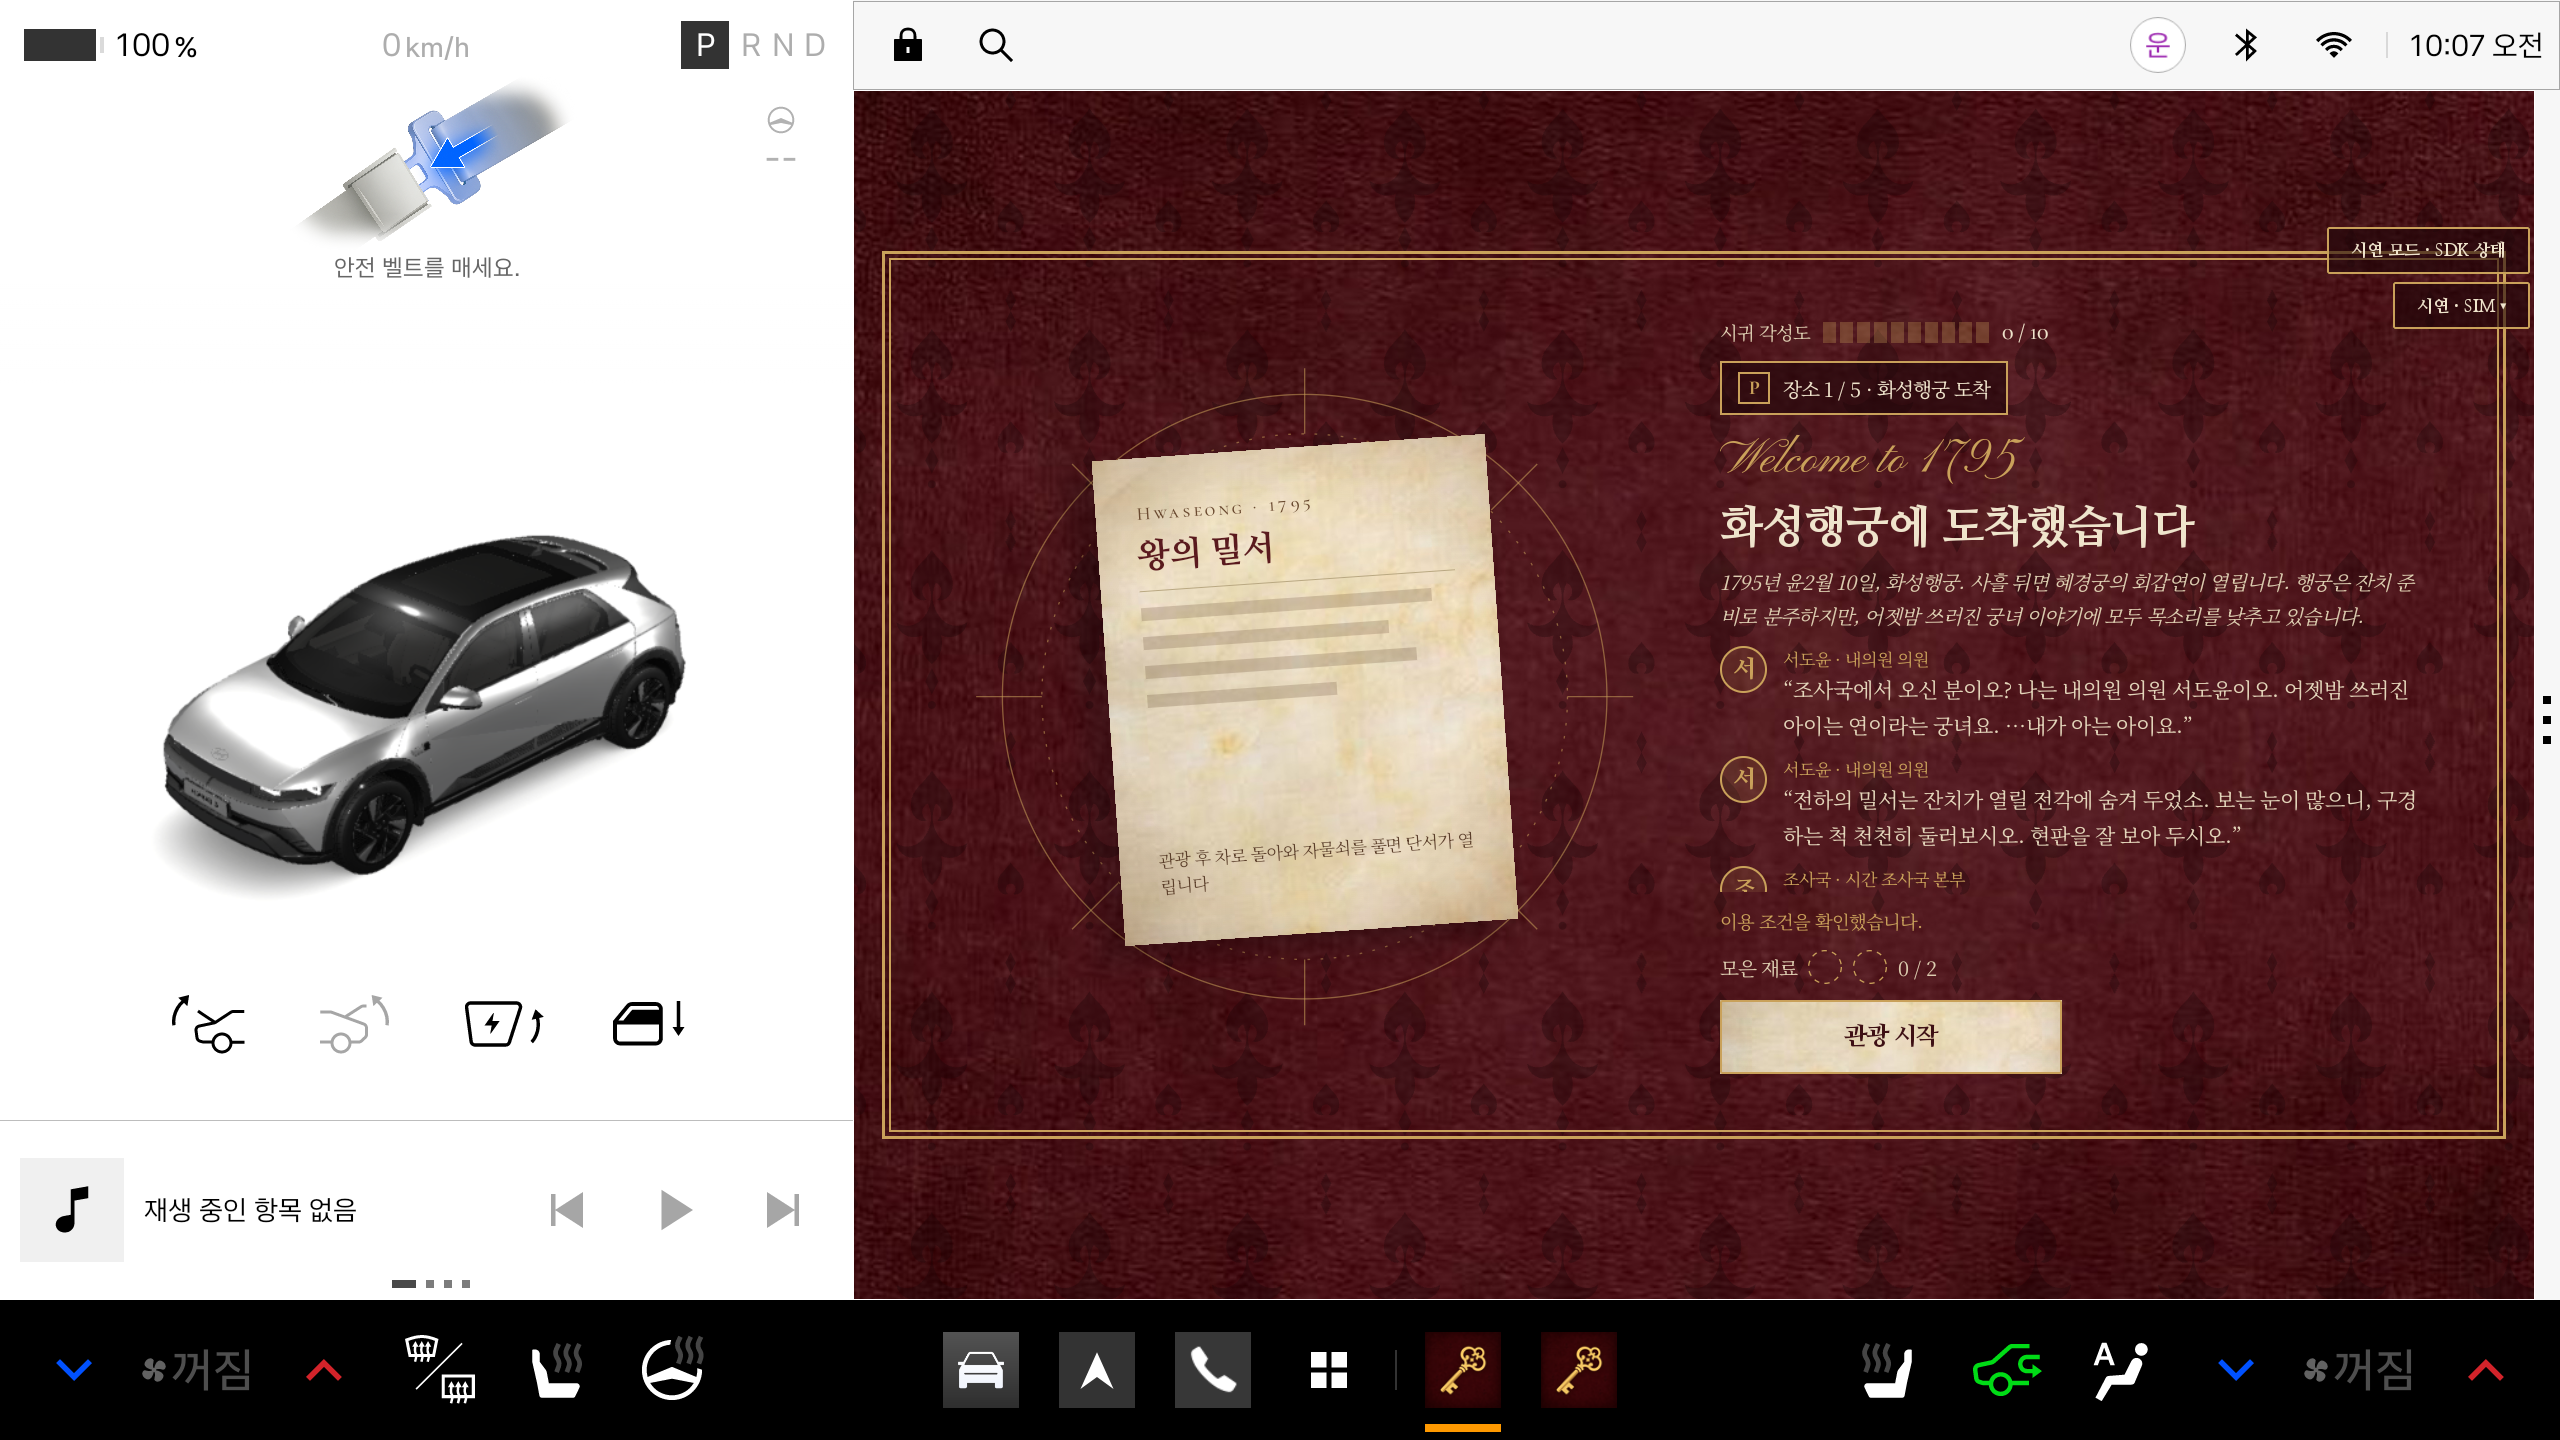 100 %
0 km/h
P R N D
안전 벨트를 매세요.
재생 중인 항목 없음
운
10:07 오전
시연 모드 · SDK 상태
시연 · SIM ▾
시귀 각성도 0 / 10
P 장소 1 / 5 · 화성행궁 도착
Welcome to 1795
화성행궁에 도착했습니다
1795년 윤2월 10일, 화성행궁. 사흘 뒤면 혜경궁의 회갑연이 열립니다. 행궁은 잔치 준
비로 분주하지만, 어젯밤 쓰러진 궁녀 이야기에 모두 목소리를 낮추고 있습니다.
서
서도윤 · 내의원 의원
“조사국에서 오신 분이오? 나는 내의원 의원 서도윤이오. 어젯밤 쓰러진
아이는 연이라는 궁녀요. …내가 아는 아이요.”
서
서도윤 · 내의원 의원
“전하의 밀서는 잔치가 열릴 전각에 숨겨 두었소. 보는 눈이 많으니, 구경
하는 척 천천히 둘러보시오. 현판을 잘 보아 두시오.”
조
조사국 · 시간 조사국 본부
이용 조건을 확인했습니다.
모은 재료 0 / 2
관광 시작
Hwaseong · 1795
왕의 밀서
관광 후 차로 돌아와 자물쇠를 풀면 단서가 열
립니다
꺼짐
A
꺼짐